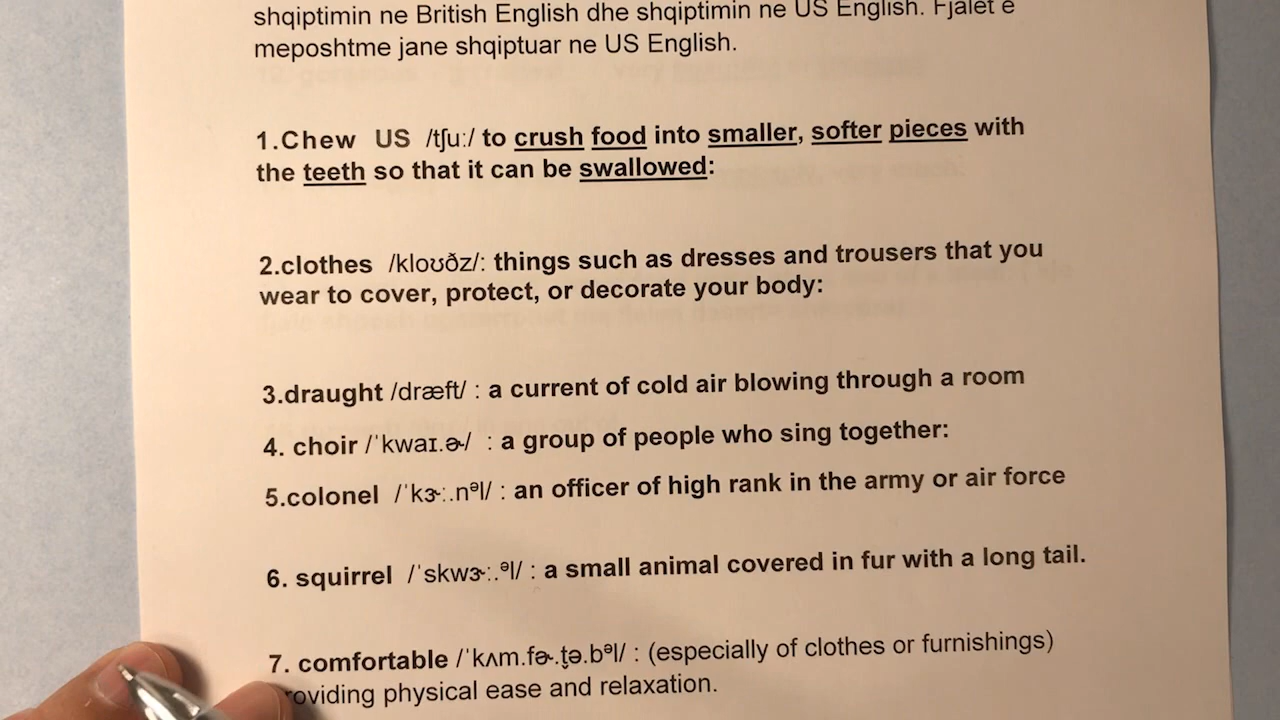 shqiptimin ne British English dhe shqiptimin ne US English. Fjalet e
meposhtme jane shqiptuar ne US English.
1.Chew US /tʃuː/ to crush food into smaller, softer pieces with
the teeth so that it can be swallowed:
2.clothes /kloʊðz/: things such as dresses and trousers that you
wear to cover, protect, or decorate your body:
3.draught /dræft/ : a current of cold air blowing through a room
4. choir /ˈkwaɪ.ɚ/ : a group of people who sing together:
5.colonel /ˈkɝː.nᵊl/ : an officer of high rank in the army or air force
6. squirrel /ˈskwɝː.ᵊl/ : a small animal covered in fur with a long tail.
7. comfortable /ˈkʌm.fɚ.t̬ə.bᵊl/ : (especially of clothes or furnishings)
roviding physical ease and relaxation.